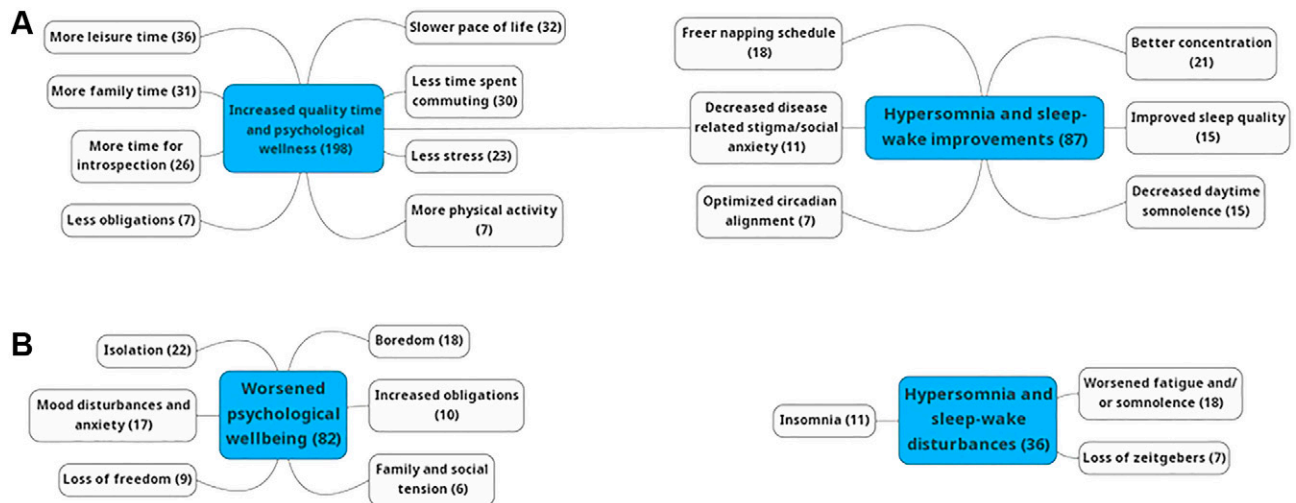 A
More leisure time (36)
More family time (31)
More time for
introspection (26)
Less obligations (7)
Increased quality time
and psychological
wellness (198)
Slower pace of life (32)
Less time spent
commuting (30)
Less stress (23)
More physical activity
(7)
Freer napping schedule
(18)
Decreased disease
related stigma/social
anxiety (11)
Optimized circadian
alignment (7)
Hypersomnia and sleep-
wake improvements (87)
Better concentration
(21)
Improved sleep quality
(15)
Decreased daytime
somnolence (15)
B
Isolation (22)
Mood disturbances and
anxiety (17)
Loss of freedom (9)
Worsened
psychological
wellbeing (82)
Boredom (18)
Increased obligations
(10)
Family and social
tension (6)
Insomnia (11)
Hypersomnia and
sleep-wake
disturbances (36)
Worsened fatigue and/
or somnolence (18)
Loss of zeitgebers (7)